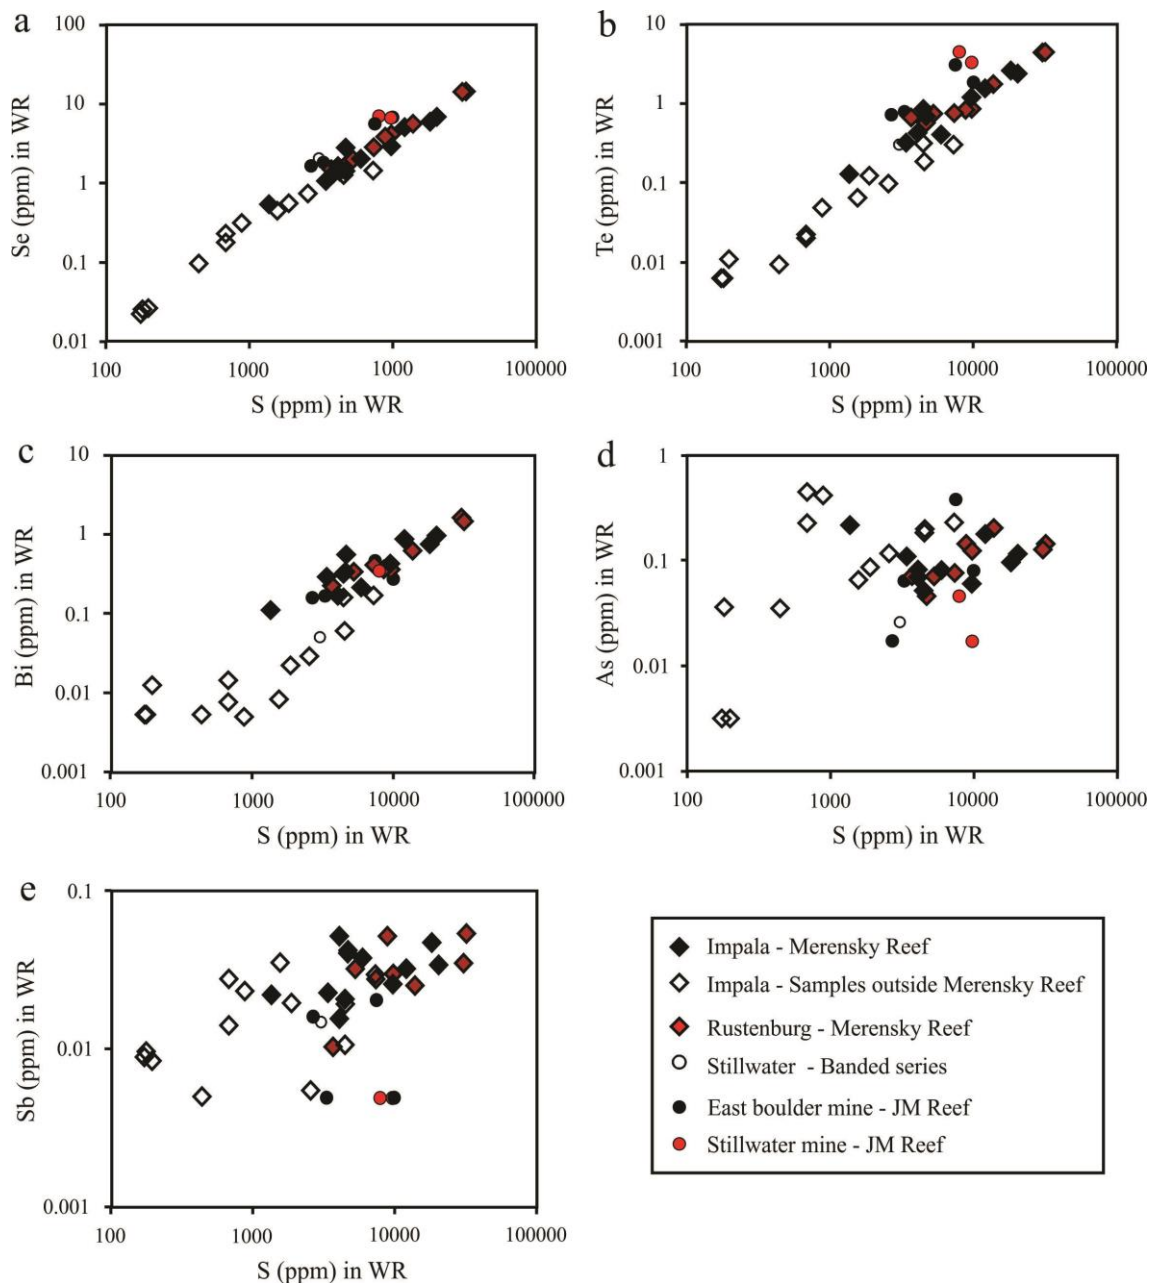 a
b
100
10
1
0.1
0.01
Se (ppm) in WR
100
1000
10000
100000
S (ppm) in WR
10
1
0.1
0.01
0.001
Te (ppm) in WR
100
1000
10000
100000
S (ppm) in WR
c
d
10
1
0.1
0.01
0.001
Bi (ppm) in WR
100
1000
10000
100000
S (ppm) in WR
1
0.1
0.01
0.001
As (ppm) in WR
100
1000
10000
100000
S (ppm) in WR
e
0.1
0.01
0.001
Sb (ppm) in WR
100
1000
10000
100000
S (ppm) in WR
Impala - Merensky Reef
Impala - Samples outside Merensky Reef
Rustenburg - Merensky Reef
Stillwater - Banded series
East boulder mine - JM Reef
Stillwater mine - JM Reef